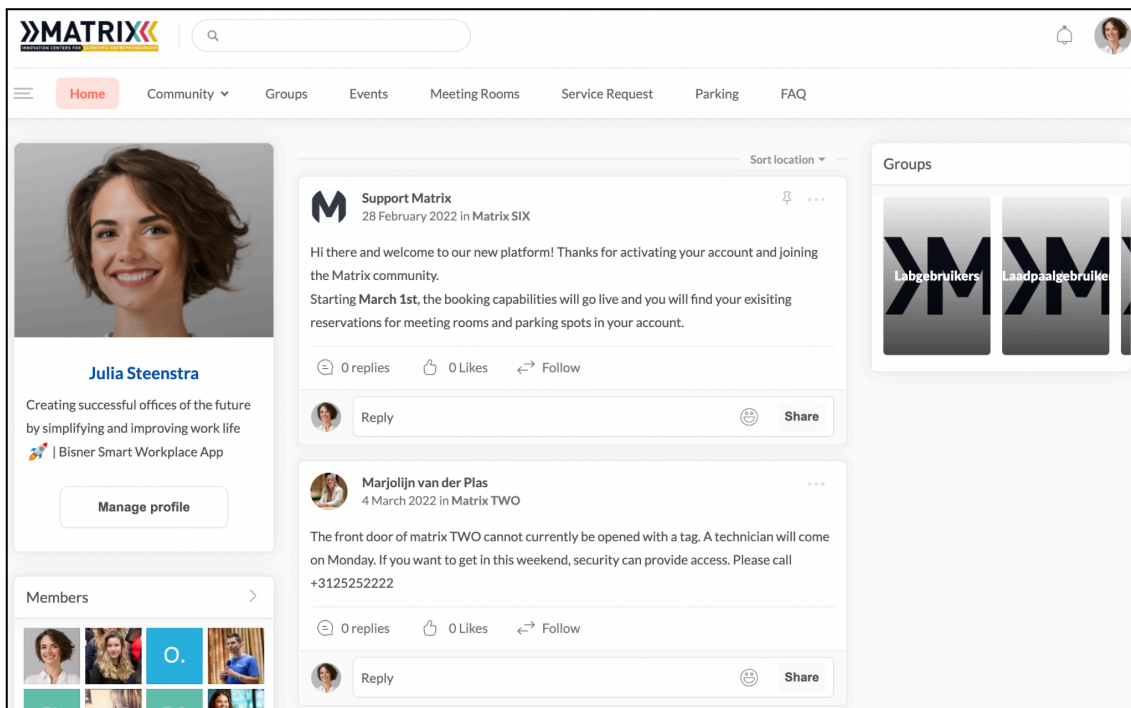 MATRIX
INNOVATION CENTERS FOR SCIENTIFIC ENTREPRENEURSHIP
Home Community Groups Events Meeting Rooms Service Request Parking FAQ
Sort location
Support Matrix
28 February 2022 in Matrix SIX
Hi there and welcome to our new platform! Thanks for activating your account and joining
the Matrix community.
Starting March 1st, the booking capabilities will go live and you will find your exisiting
reservations for meeting rooms and parking spots in your account.
0 replies 0 Likes Follow
Reply Share
Marjolijn van der Plas
4 March 2022 in Matrix TWO
The front door of matrix TWO cannot currently be opened with a tag. A technician will come
on Monday. If you want to get in this weekend, security can provide access. Please call
+3125252222
0 replies 0 Likes Follow
Reply Share
Julia Steenstra
Creating successful offices of the future
by simplifying and improving work life
🚀 | Bisner Smart Workplace App
Manage profile
Members
O.
Groups
Labgebruikers Laadpaalgebruike